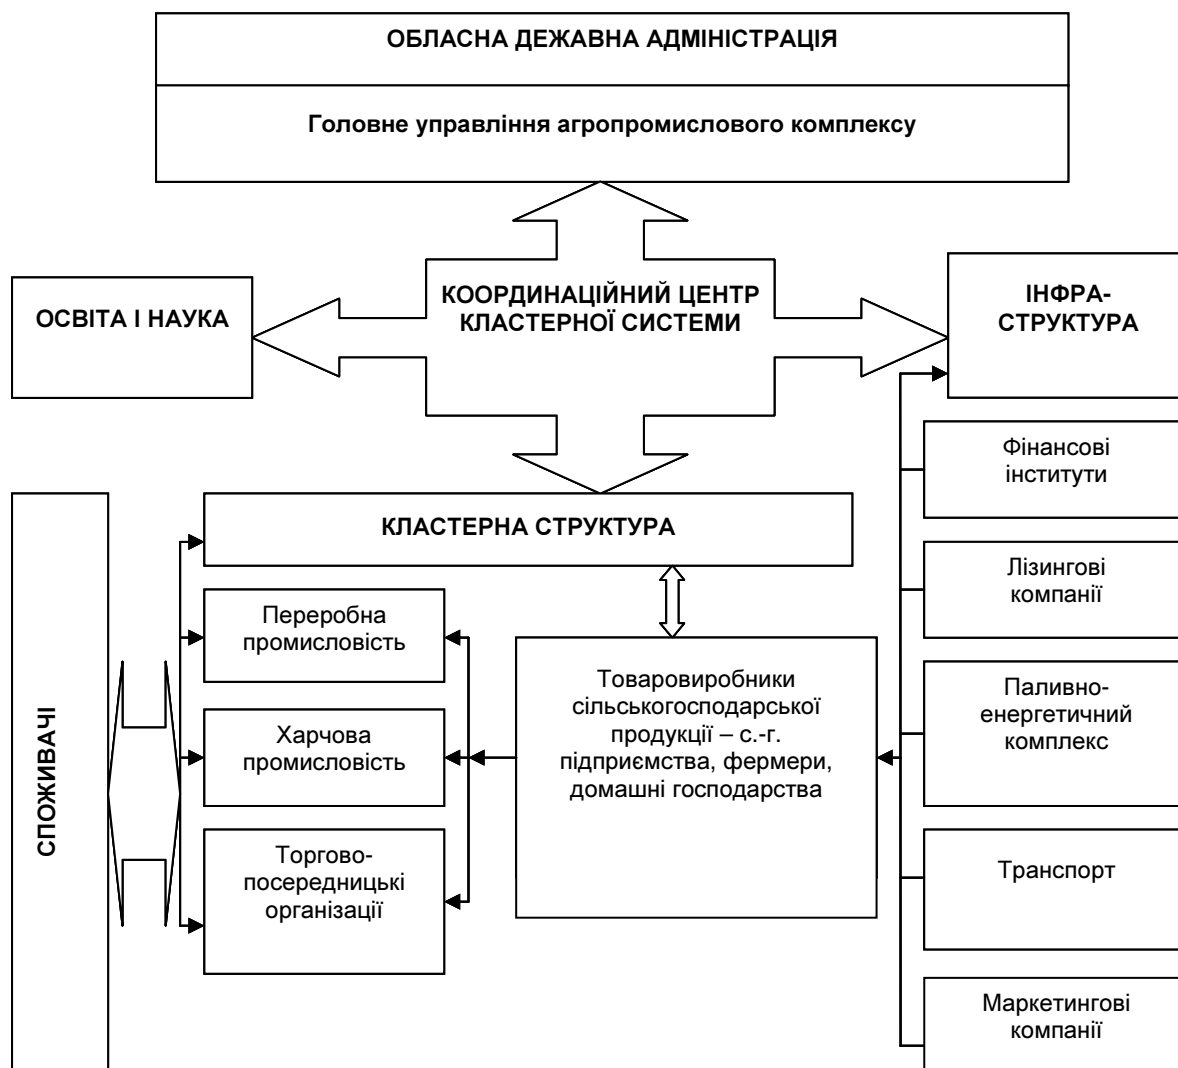 ОБЛАСНА ДЕЖАВНА АДМІНІСТРАЦІЯ
Головне управління агропромислового комплексу
КООРДИНАЦІЙНИЙ ЦЕНТР
КЛАСТЕРНОЇ СИСТЕМИ
ОСВІТА І НАУКА
ІНФРА-
СТРУКТУРА
Фінансові
інститути
Лізингові
компанії
Паливно-
енергетичний
комплекс
Транспорт
Маркетингові
компанії
КЛАСТЕРНА СТРУКТУРА
Переробна
промисловість
Харчова
промисловість
Торгово-
посередницькі
організації
Товаровиробники
сільськогосподарської
продукції – с.-г.
підприємства, фермери,
домашні господарства
СПОЖИВАЧІ